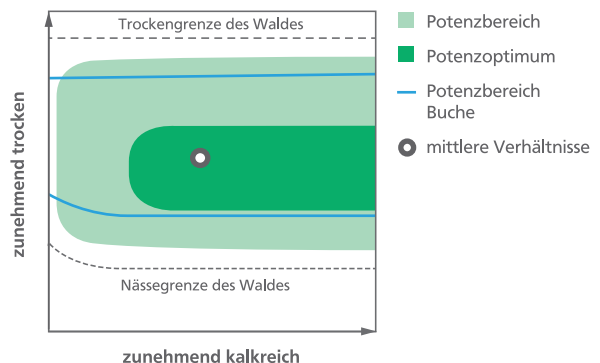 Trockengrenze des Waldes
Nässegrenze des Waldes
zunehmend trocken
zunehmend kalkreich
Potenzbereich
Potenzoptimum
Potenzbereich
Buche
mittlere Verhältnisse